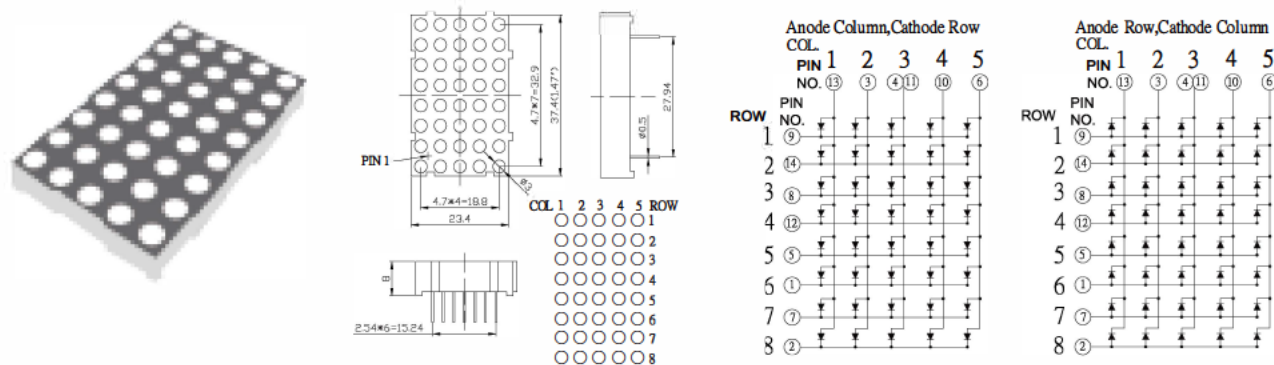 4.7*7=32.9
37.4(1.47")
PIN 1
ø3
4.7*4=18.8
23.4
27.94
ø0.5
8
2.54*6=15.24
COL 1 2 3 4 5 ROW
1
2
3
4
5
6
7
8
Anode Column,Cathode Row
COL.
PIN 1 2 3 4 5
NO. 13 3 4 11 10 6
PIN
ROW NO.
1 9
2 14
3 8
4 12
5 5
6 1
7 7
8 2
Anode Row,Cathode Column
COL.
PIN 1 2 3 4 5
NO. 13 3 4 11 10 6
PIN
ROW NO.
1 9
2 14
3 8
4 12
5 5
6 1
7 7
8 2